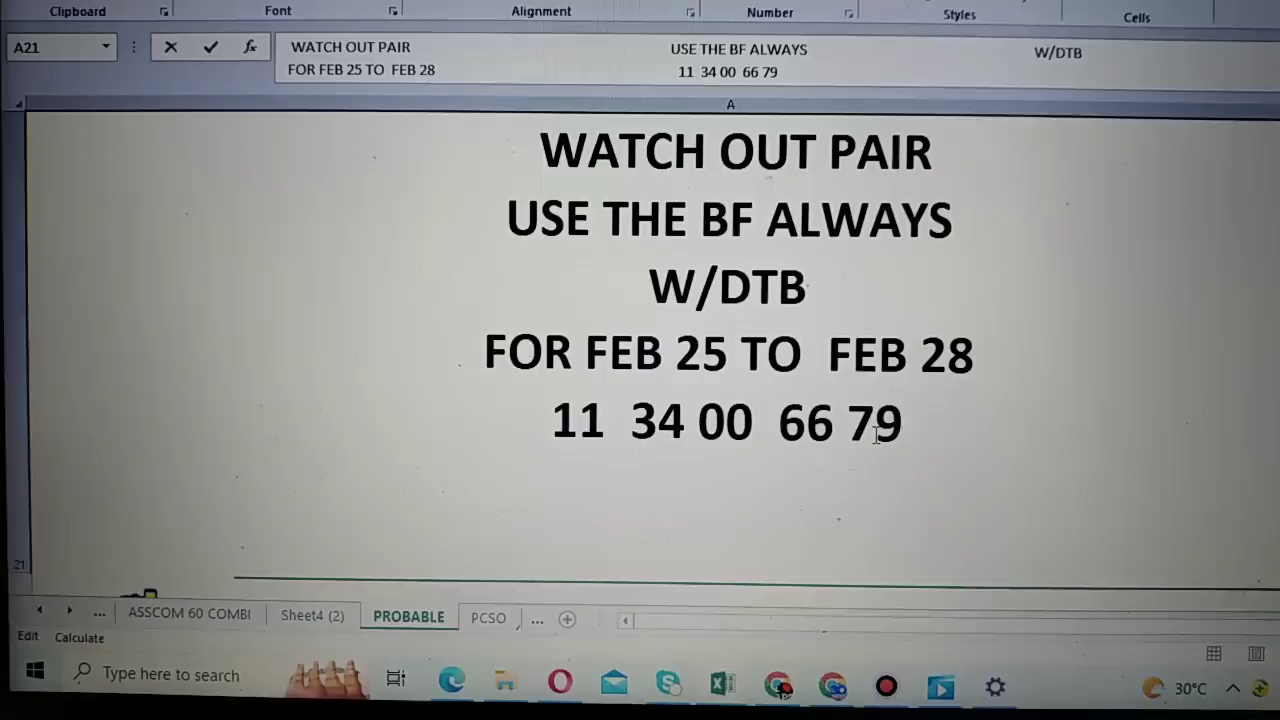 Clipboard Font Alignment Number Styles Cells
A21 fx WATCH OUT PAIR USE THE BF ALWAYS W/DTB
FOR FEB 25 TO FEB 28 11 34 00 66 79
A
WATCH OUT PAIR
USE THE BF ALWAYS
W/DTB
FOR FEB 25 TO FEB 28
11 34 00 66 79
21
... ASSCOM 60 COMBI Sheet4 (2) PROBABLE PCSO ...
Edit Calculate
Type here to search 30°C